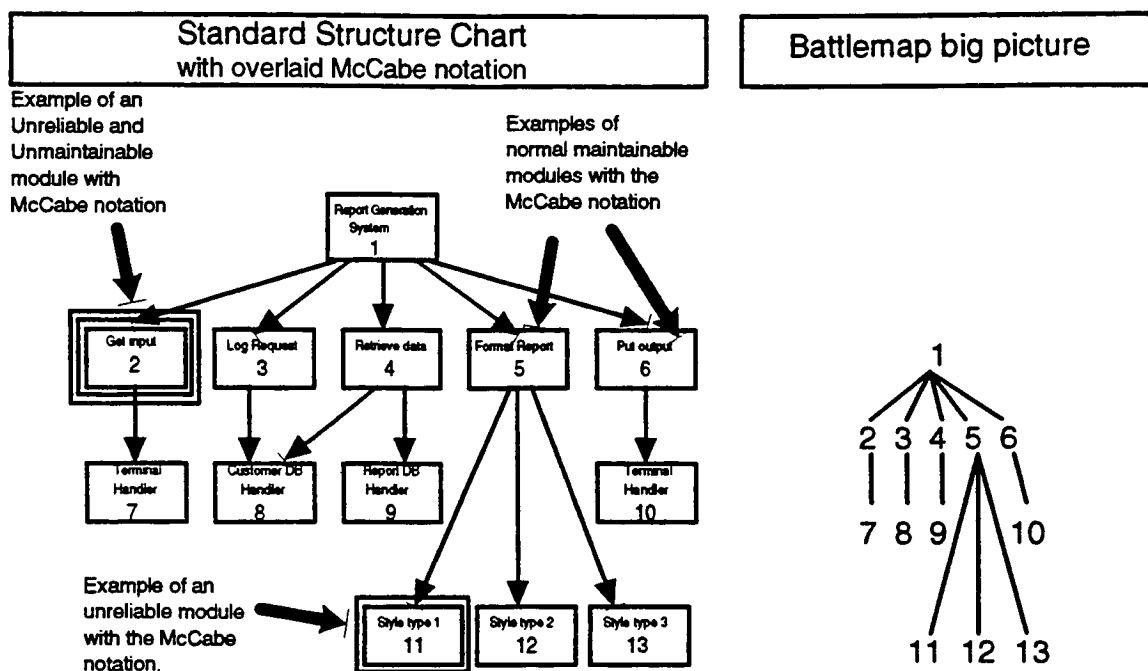 Standard Structure Chart
with overlaid McCabe notation
Battlemap big picture
Example of an
Unreliable and
Unmaintainable
module with
McCabe notation
Examples of
normal maintainable
modules with the
McCabe notation
Report Generation
System
1
Get input
2
Log Request
3
Retrieve data
4
Format Report
5
Put output
6
Terminal
Handler
7
Customer DB
Handler
8
Report DB
Handler
9
Terminal
Handler
10
Example of an
unreliable module
with the McCabe
notation.
Style type 1
11
Style type 2
12
Style type 3
13
1
2 3 4 5 6
7 8 9 10
11 12 13